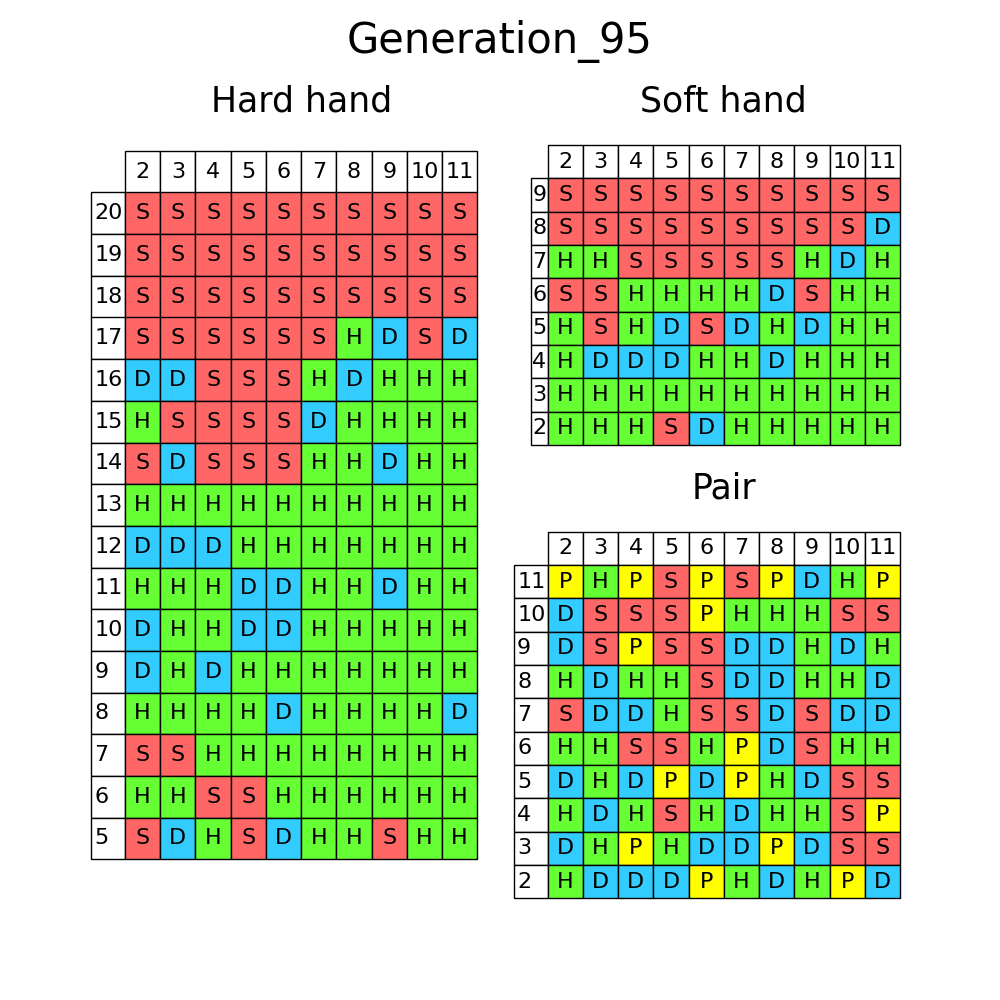 Generation_95
Hard hand
2 3 4 5 6 7 8 9 10 11
20 S S S S S S S S S S
19 S S S S S S S S S S
18 S S S S S S S S S S
17 S S S S S S H D S D
16 D D S S S H D H H H
15 H S S S S D H H H H
14 S D S S S H H D H H
13 H H H H H H H H H H
12 D D D H H H H H H H
11 H H H D D H H D H H
10 D H H D D H H H H H
9 D H D H H H H H H H
8 H H H H D H H H H D
7 S S H H H H H H H H
6 H H S S H H H H H H
5 S D H S D H H S H H
Soft hand
2 3 4 5 6 7 8 9 10 11
9 S S S S S S S S S S
8 S S S S S S S S S D
7 H H S S S S S H D H
6 S S H H H H D S H H
5 H S H D S D H D H H
4 H D D D H H D H H H
3 H H H H H H H H H H
2 H H H S D H H H H H
Pair
2 3 4 5 6 7 8 9 10 11
11 P H P S P S P D H P
10 D S S S P H H H S S
9 D S P S S D D H D H
8 H D H H S D D H H D
7 S D D H S S D S D D
6 H H S S H P D S H H
5 D H D P D P H D S S
4 H D H S H D H H S P
3 D H P H D D P D S S
2 H D D D P H D H P D